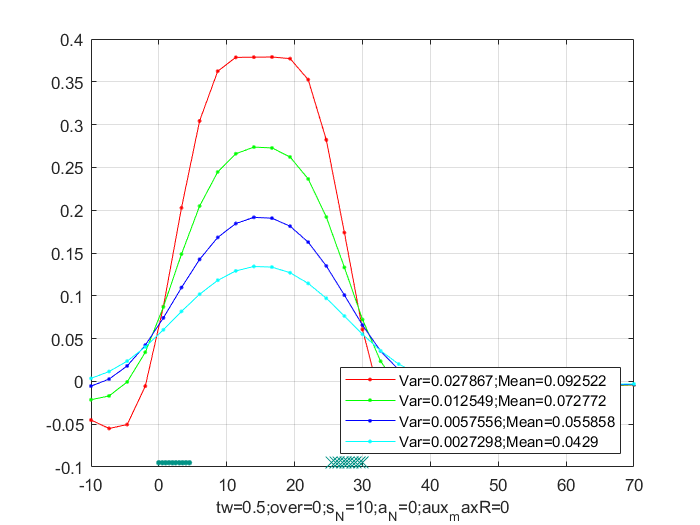 0.4
0.35
0.3
0.25
0.2
0.15
0.1
0.05
0
-0.05
-0.1
Var=0.027867;Mean=0.092522
Var=0.012549;Mean=0.072772
Var=0.0057556;Mean=0.055858
Var=0.0027298;Mean=0.0429
-10 0 10 20 30 40 50 60 70
tw=0.5;over=0;s_N=10;a_N=0;aux_maxR=0